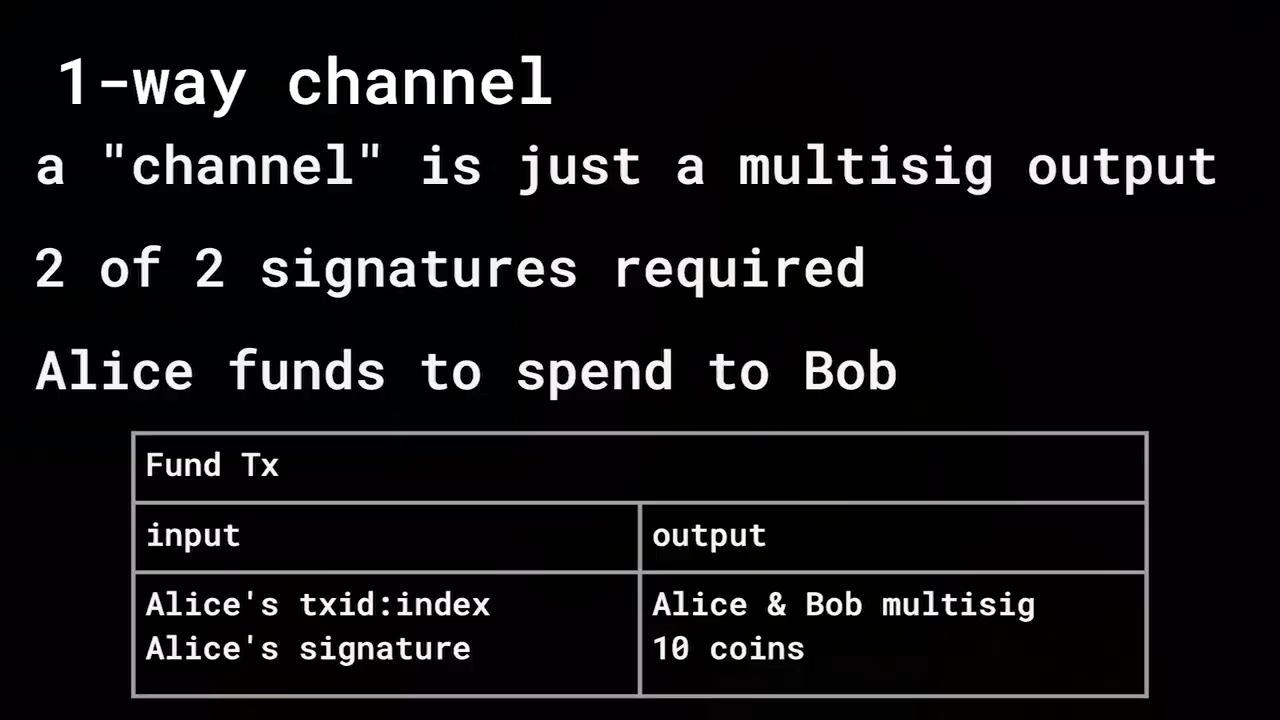 1-way channel
a "channel" is just a multisig output
2 of 2 signatures required
Alice funds to spend to Bob
Fund Tx
input
output
Alice's txid:index
Alice's signature
Alice & Bob multisig
10 coins